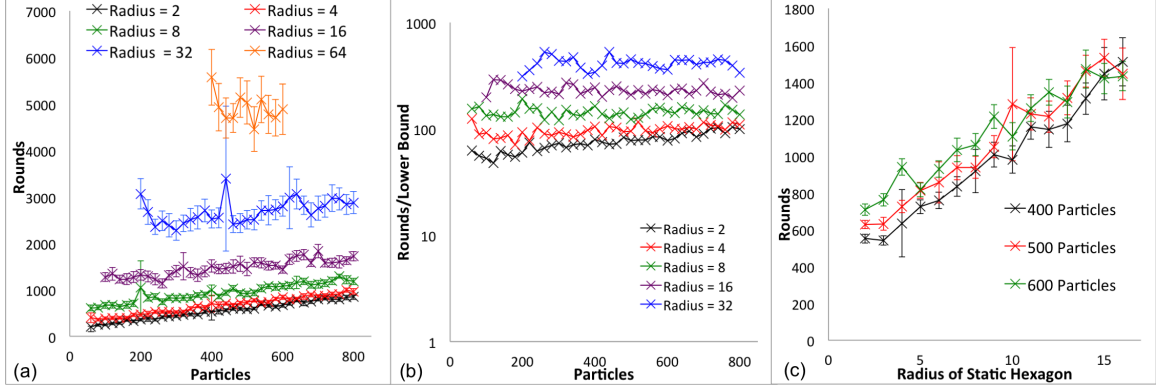 7000
6000
5000
4000
3000
2000
1000
0
Rounds
0
200
400
600
800
Particles
Radius = 2
Radius = 4
Radius = 8
Radius = 16
Radius = 32
Radius = 64
(a)
1000
100
10
1
Rounds/Lower Bound
0
200
400
600
800
Particles
Radius = 2
Radius = 4
Radius = 8
Radius = 16
Radius = 32
(b)
1800
1600
1400
1200
1000
800
600
400
200
0
Rounds
0
5
10
15
Radius of Static Hexagon
400 Particles
500 Particles
600 Particles
(c)